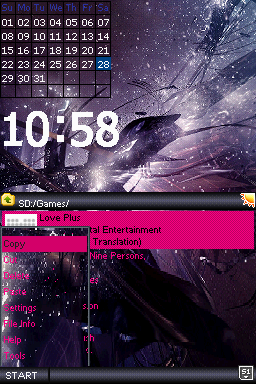 Su Mo Tu We Th Fr Sa
01 02 03 04 05 06 07
08 09 10 11 12 13 14
15 16 17 18 19 20 21
22 23 24 25 26 27 28
29 30 31
10:58
SD:/Games/
Love Plus
tal Entertainment
Translation)
Nine Persons,
Copy
Cut
Delete
Paste
Settings
File Info
Help
Tools
START
51